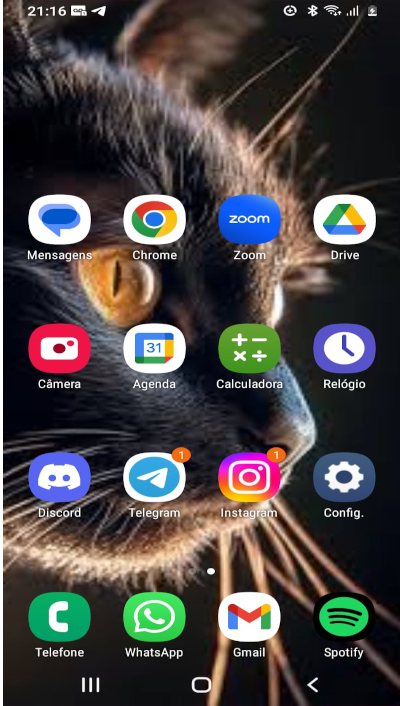 21:16
Mensagens Chrome zoom Zoom Drive
Câmera 31 Agenda Calculadora Relógio
1 1
Discord Telegram Instagram Config.
Telefone WhatsApp Gmail Spotify